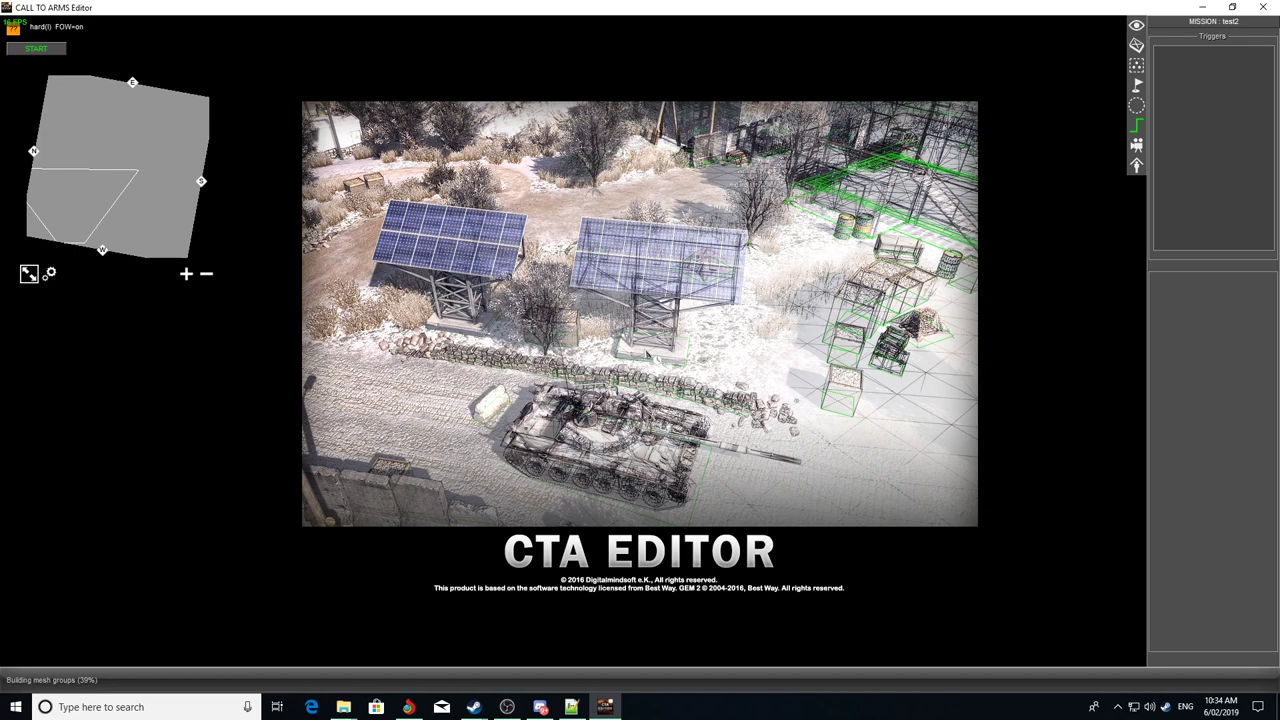 CALL TO ARMS Editor
hard(!) FOW=on
MISSION : test2
START
Triggers
E
N
S
W
CTA EDITOR
© 2016 Digitalmindsoft e.K., All rights reserved.
This product is based on the software technology licensed from Best Way. GEM 2 © 2004-2016, Best Way. All rights reserved.
Building mesh groups (39%)
Type here to search
ENG
10:34 AM
6/02/2019